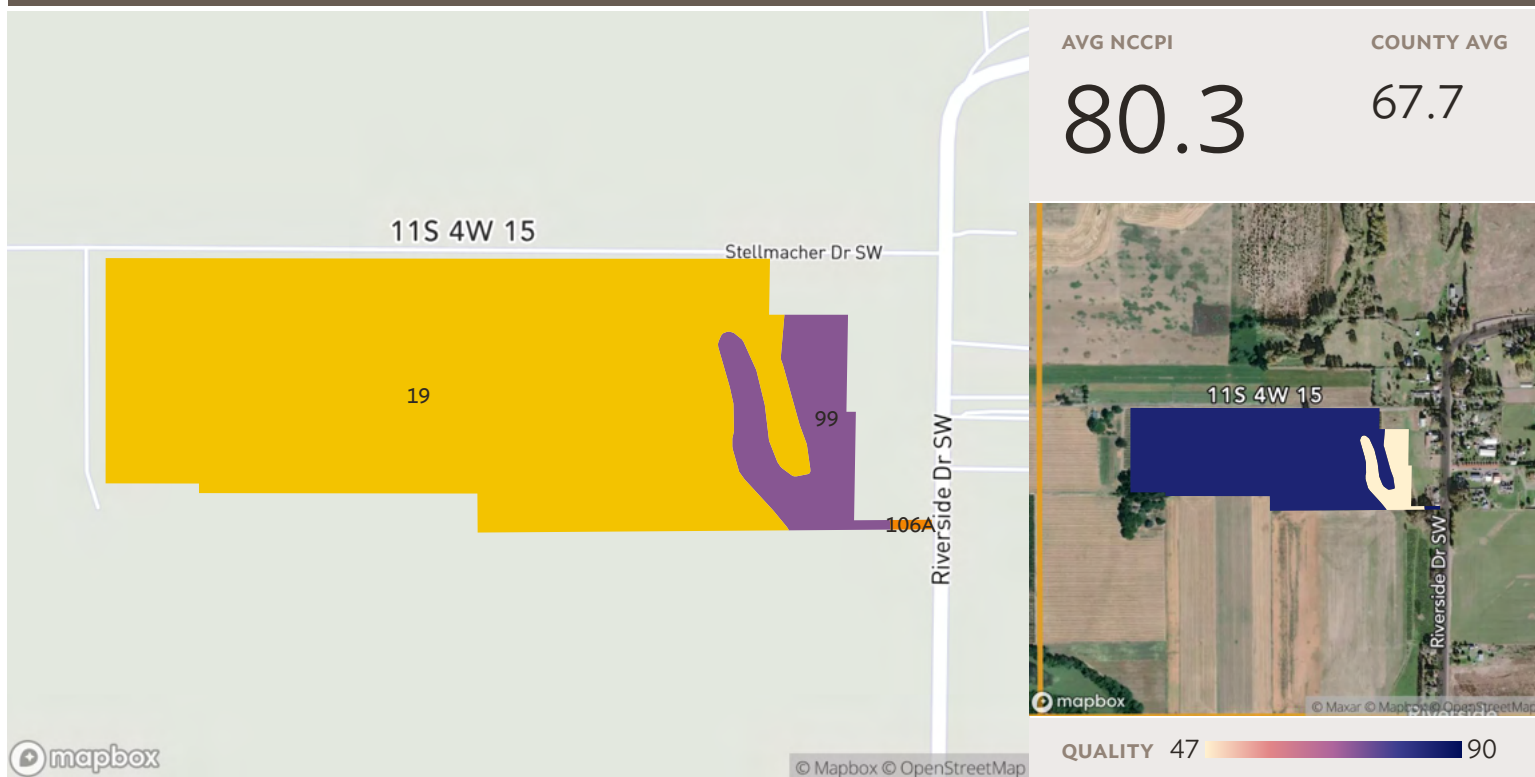 11S 4W 15
Stellmacher Dr SW
19
99
106A
Riverside Dr SW
mapbox
© Mapbox © OpenStreetMap
AVG NCCPI
COUNTY AVG
80.3
67.7
11S 4W 15
Riverside Dr SW
mapbox
© Maxar © Mapbox © OpenStreetMap
Riverside
QUALITY 47 90